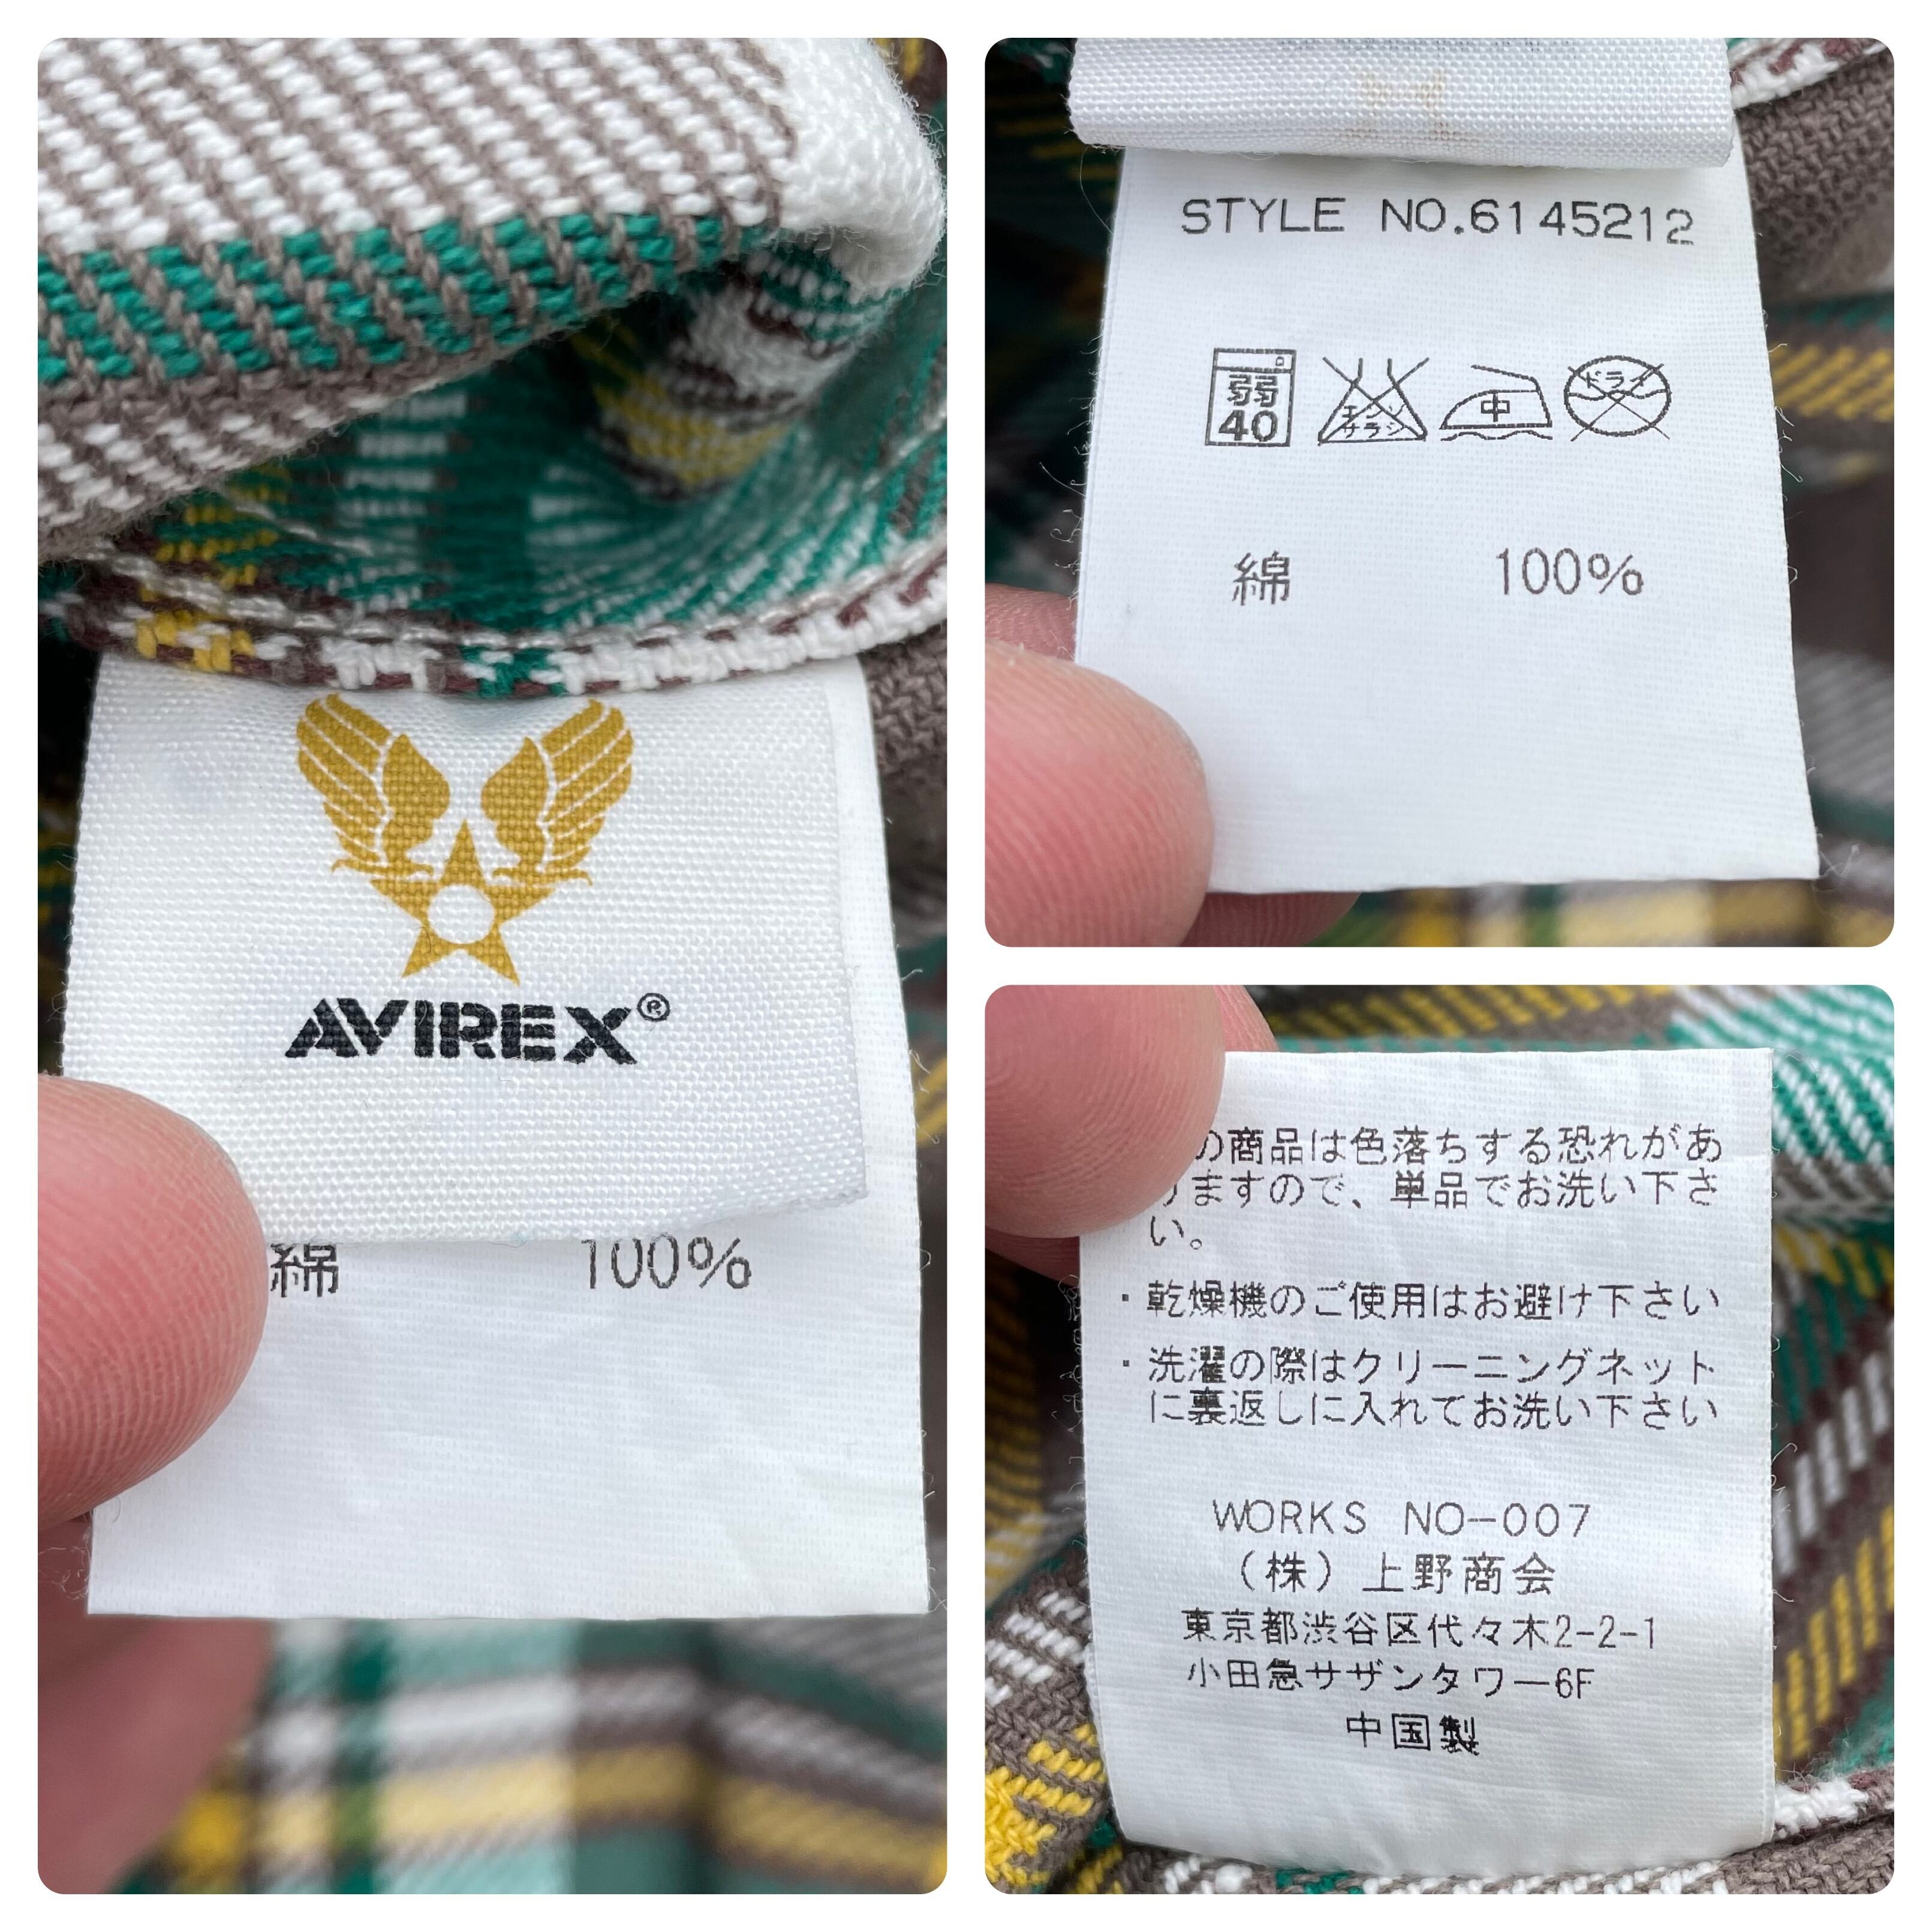 AVIREX®
綿 100%
STYLE NO.6145212
弱
40
エンソ
サラシ
中
ドライ
綿 100%
の商品は色落ちする恐れがあ
りますので、単品でお洗い下さ
い。
・乾燥機のご使用はお避け下さい
・洗濯の際はクリーニングネット
に裏返しに入れてお洗い下さい
WORKS NO-007
(株)上野商会
東京都渋谷区代々木2-2-1
小田急サザンタワー6F
中国製